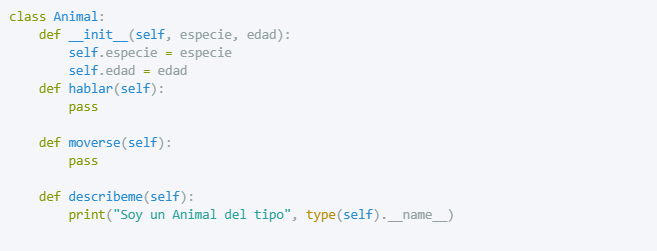 class Animal:
    def __init__(self, especie, edad):
        self.especie = especie
        self.edad = edad
    def hablar(self):
        pass

    def moverse(self):
        pass

    def describeme(self):
        print("Soy un Animal del tipo", type(self).__name__)